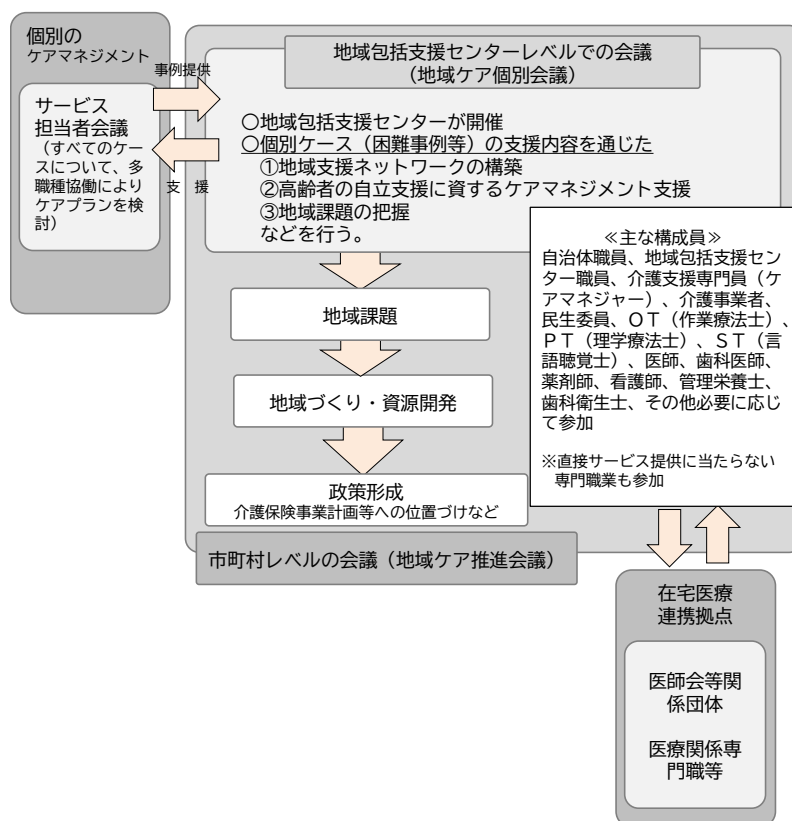 個別の
ケアマネジメント
サービス
担当者会議
（すべてのケー
スについて、多
職種協働により
ケアプランを検
討）
事例提供
支　援
地域包括支援センターレベルでの会議
（地域ケア個別会議）
○地域包括支援センターが開催
○個別ケース（困難事例等）の支援内容を通じた
①地域支援ネットワークの構築
②高齢者の自立支援に資するケアマネジメント支援
③地域課題の把握
などを行う。
地域課題
地域づくり・資源開発
政策形成
介護保険事業計画等への位置づけなど
市町村レベルの会議（地域ケア推進会議）
≪主な構成員≫
自治体職員、地域包括支援セン
ター職員、介護支援専門員（ケ
アマネジャー）、介護事業者、
民生委員、ＯＴ（作業療法士）、
ＰＴ（理学療法士）、ＳＴ（言
語聴覚士）、医師、歯科医師、
薬剤師、看護師、管理栄養士、
歯科衛生士、その他必要に応じ
て参加
※直接サービス提供に当たらない
専門職業も参加
在宅医療
連携拠点
医師会等関
係団体
医療関係専
門職等